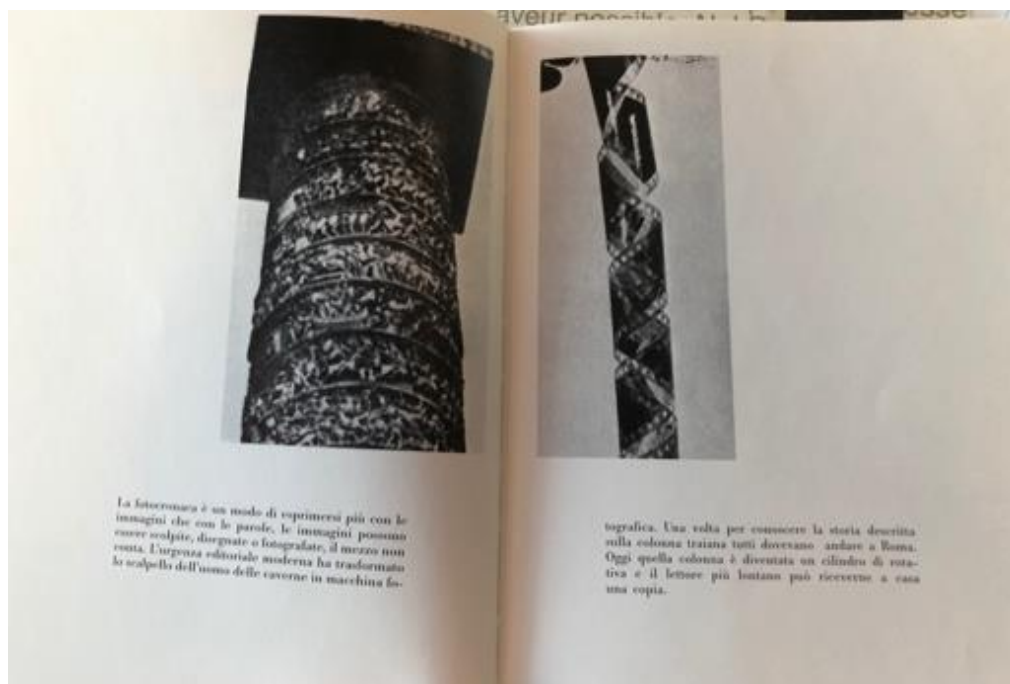 La fotocronaca è un modo di esprimersi più con le
immagini che con le parole, le immagini possono
essere scolpite, disegnate o fotografate, il mezzo non
conta. L'urgenza editoriale moderna ha trasformato
lo scalpello dell'uomo delle caverne in macchina fo-
tografica. Una volta per conoscere la storia descritta
sulla colonna traiana tutti dovevano andare a Roma.
Oggi quella colonna è diventata un cilindro di rota-
tiva e il lettore più lontano può riceverne a casa
una copia.